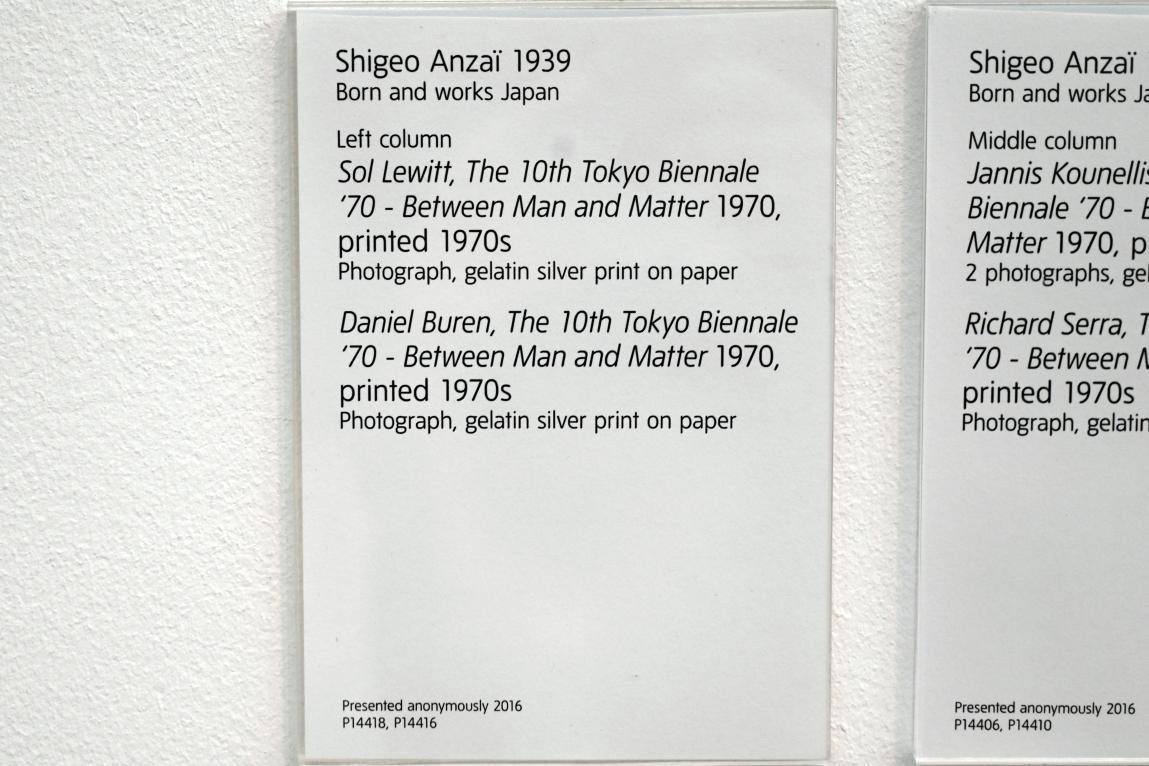 Shigeo Anzaï 1939
Born and works Japan
Left column
Sol Lewitt, The 10th Tokyo Biennale
'70 - Between Man and Matter 1970,
printed 1970s
Photograph, gelatin silver print on paper
Daniel Buren, The 10th Tokyo Biennale
'70 - Between Man and Matter 1970,
printed 1970s
Photograph, gelatin silver print on paper
Presented anonymously 2016
P14418, P14416
Shigeo Anzaï
Born and works
Middle column
Jannis Kounellis
Biennale '70 -
Matter 1970,
2 photographs,
Richard Serra,
'70 - Between
printed 1970s
Photograph, gelatin
Presented anonymously 2016
P14406, P14410